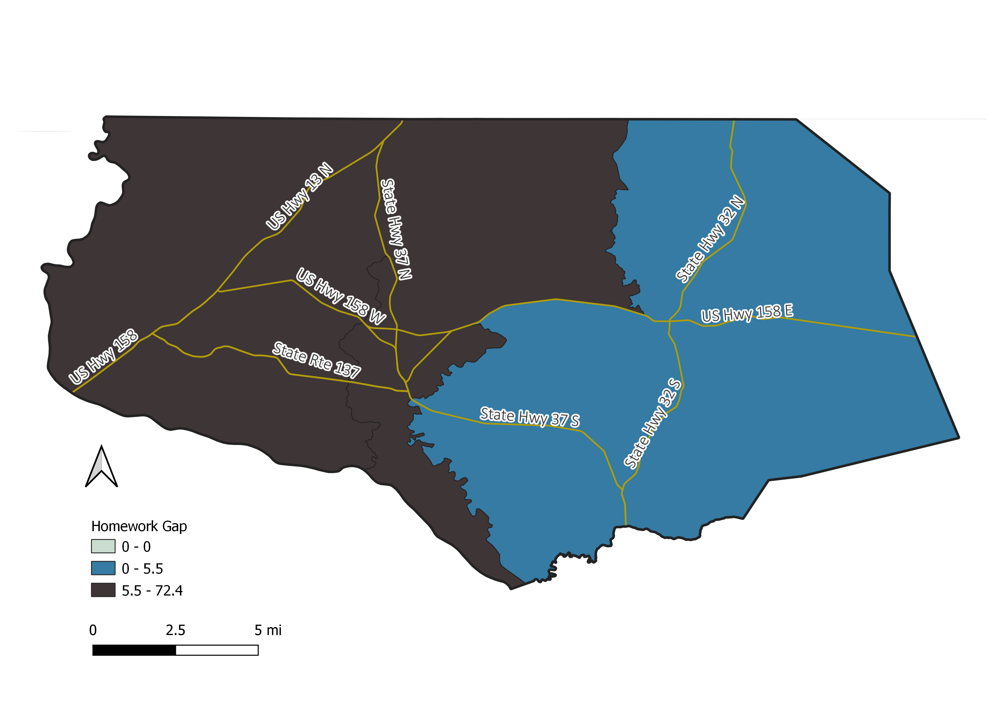 US Hwy 13 N
State Hwy 37 N
State Hwy 32 N
US Hwy 158 W
US Hwy 158 E
US Hwy 158
State Rte 137
State Hwy 37 S
State Hwy 32 S
Homework Gap
0 - 0
0 - 5.5
5.5 - 72.4
0 2.5 5 mi